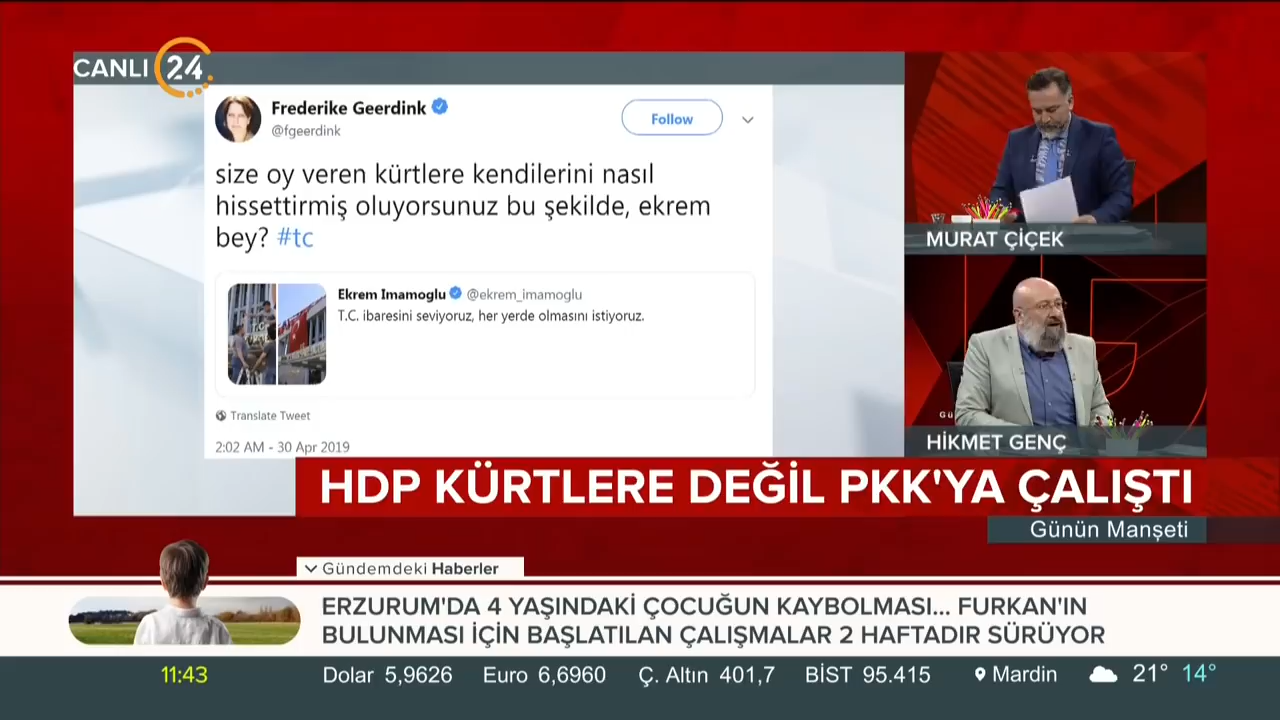 CANLI 24
Frederike Geerdink
@fgeerdink
Follow
size oy veren kürtlere kendilerini nasıl
hissettirmiş oluyorsunuz bu şekilde, ekrem
bey? #tc
Ekrem Imamoglu @ekrem_imamoglu
T.C. ibaresini seviyoruz, her yerde olmasını istiyoruz.
Translate Tweet
2:02 AM - 30 Apr 2019
MURAT ÇİÇEK
HİKMET GENÇ
HDP KÜRTLERE DEĞİL PKK'YA ÇALIŞTI
Günün Manşeti
Gündemdeki Haberler
ERZURUM'DA 4 YAŞINDAKİ ÇOCUĞUN KAYBOLMASI... FURKAN'IN
BULUNMASI İÇİN BAŞLATILAN ÇALIŞMALAR 2 HAFTADIR SÜRÜYOR
11:43 Dolar 5,9626 Euro 6,6960 Ç. Altın 401,7 BİST 95.415 Mardin 21° 14°